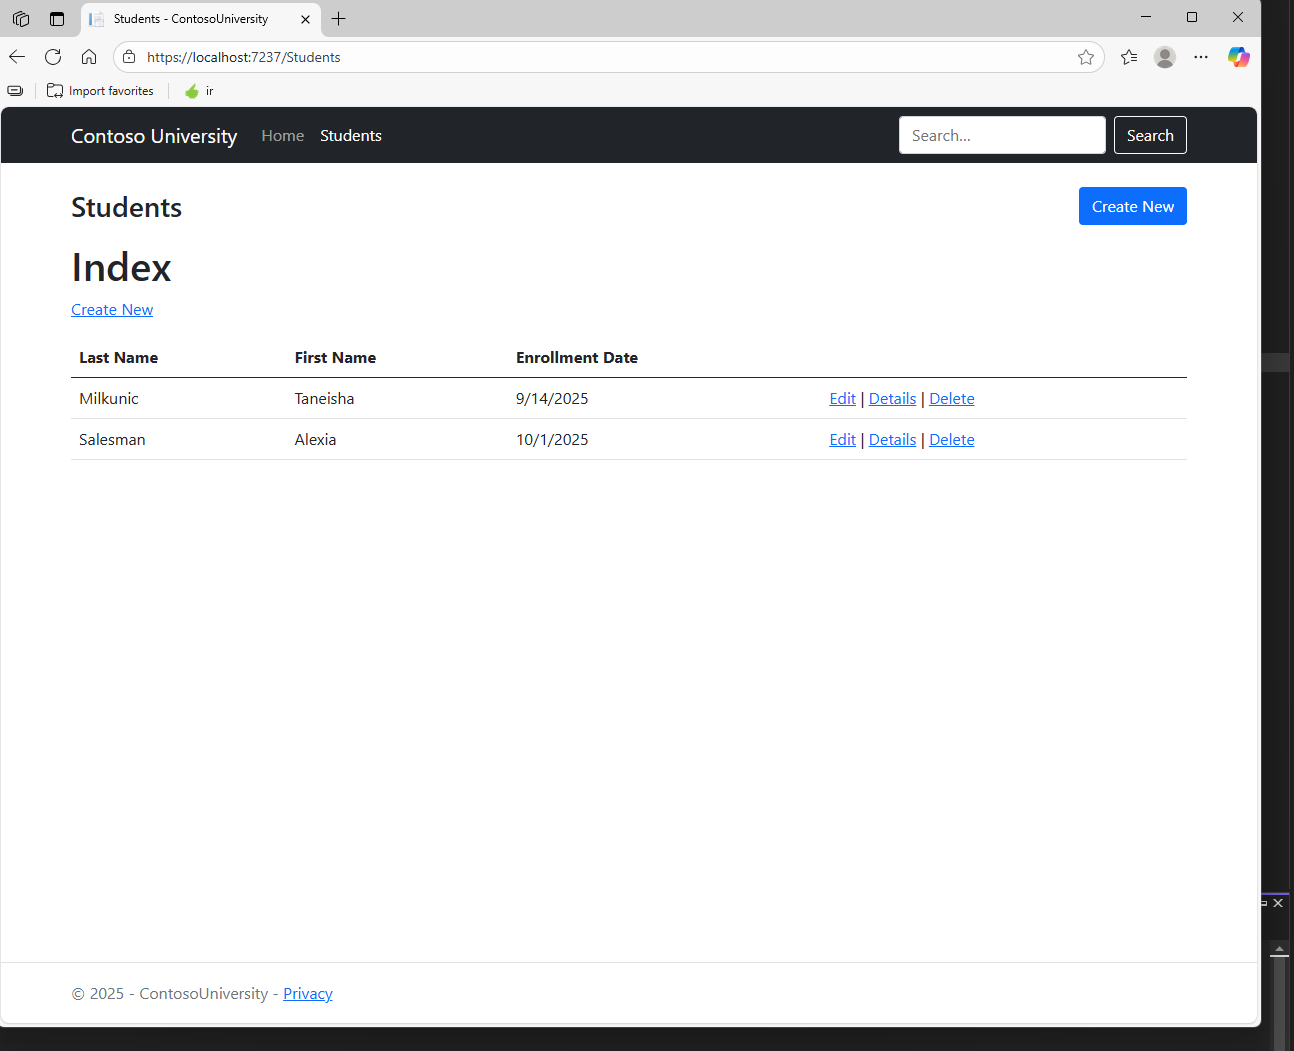 Students - ContosoUniversity
https://localhost:7237/Students
Import favorites ir
Contoso University Home Students Search... Search
Students Create New
Index
Create New
Last Name First Name Enrollment Date
Milkunic Taneisha 9/14/2025 Edit | Details | Delete
Salesman Alexia 10/1/2025 Edit | Details | Delete
© 2025 - ContosoUniversity - Privacy